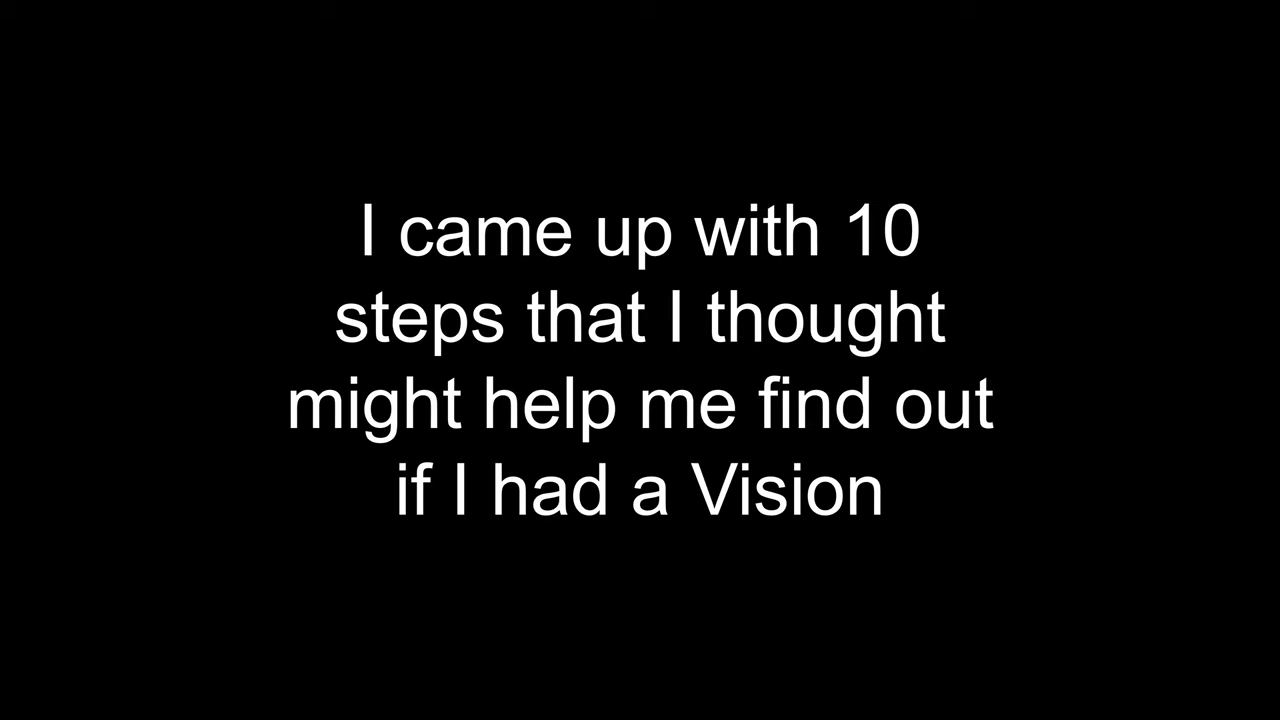 I came up with 10
steps that I thought
might help me find out
if I had a Vision